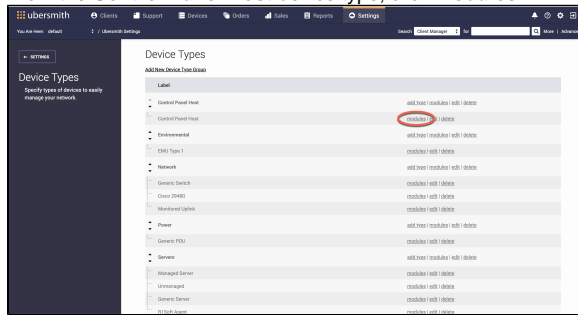 ubersmith Clients Support Devices Orders Sales Reports Settings
You Are Here: default / Ubersmith Settings Search Client Manager for More | Advance
← SETTINGS
Device Types
Specify types of devices to easily
manage your network.
Device Types
Add New Device Type Group
Label
Control Panel Host add type | modules | edit | delete
Control Panel Host modules | edit | delete
Environmental add type | modules | edit | delete
EMU Type 1 modules | edit | delete
Network add type | modules | edit | delete
Generic Switch modules | edit | delete
Cisco 2948G modules | edit | delete
Monitored Uplink modules | edit | delete
Power add type | modules | edit | delete
Generic PDU modules | edit | delete
Servers add type | modules | edit | delete
Managed Server modules | edit | delete
Unmanaged modules | edit | delete
Generic Server modules | edit | delete
R1Soft Agent modules | edit | delete